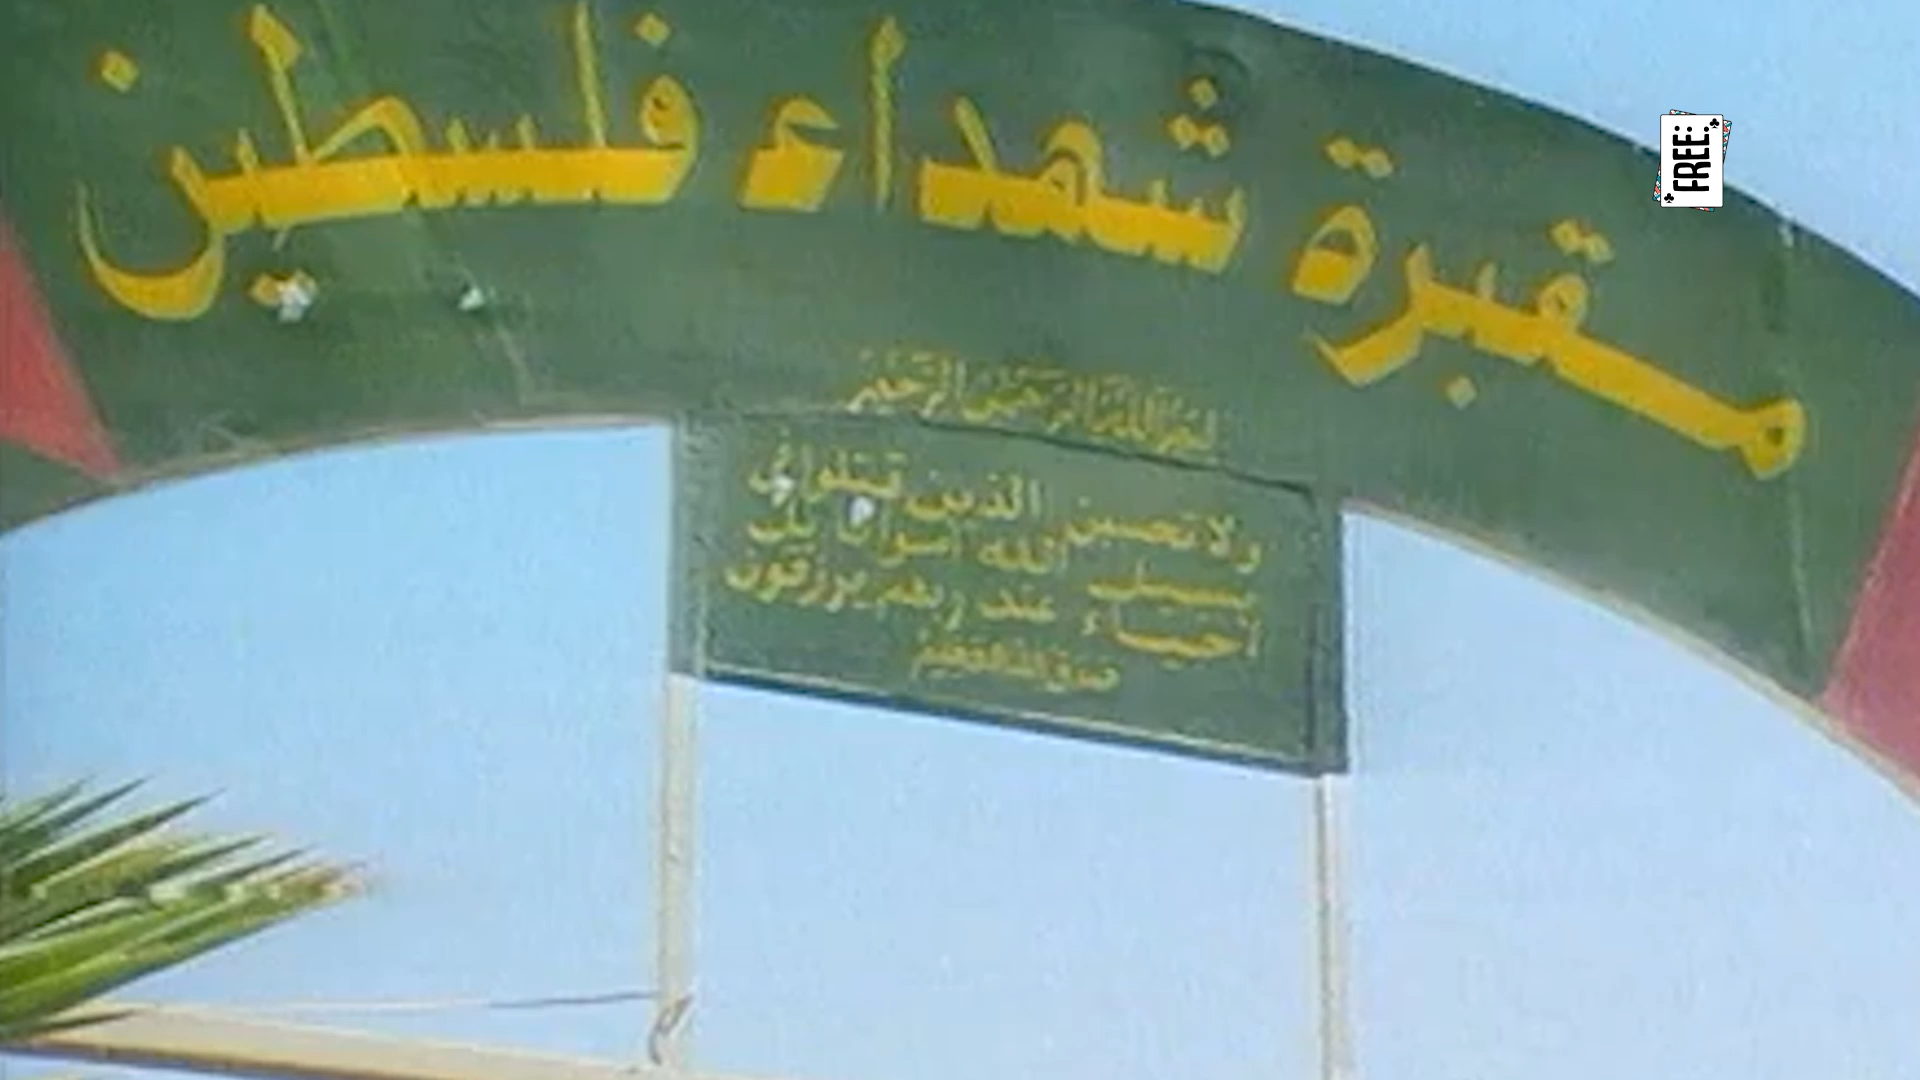 مقبرة شهداء فلسطين
بسم الله الرحمن الرحيم
ولا تحسبن الذين قتلوا في
سبيل الله امواتا بل
أحياء عند ربهم يرزقون
صدق الله العظيم
FREE: